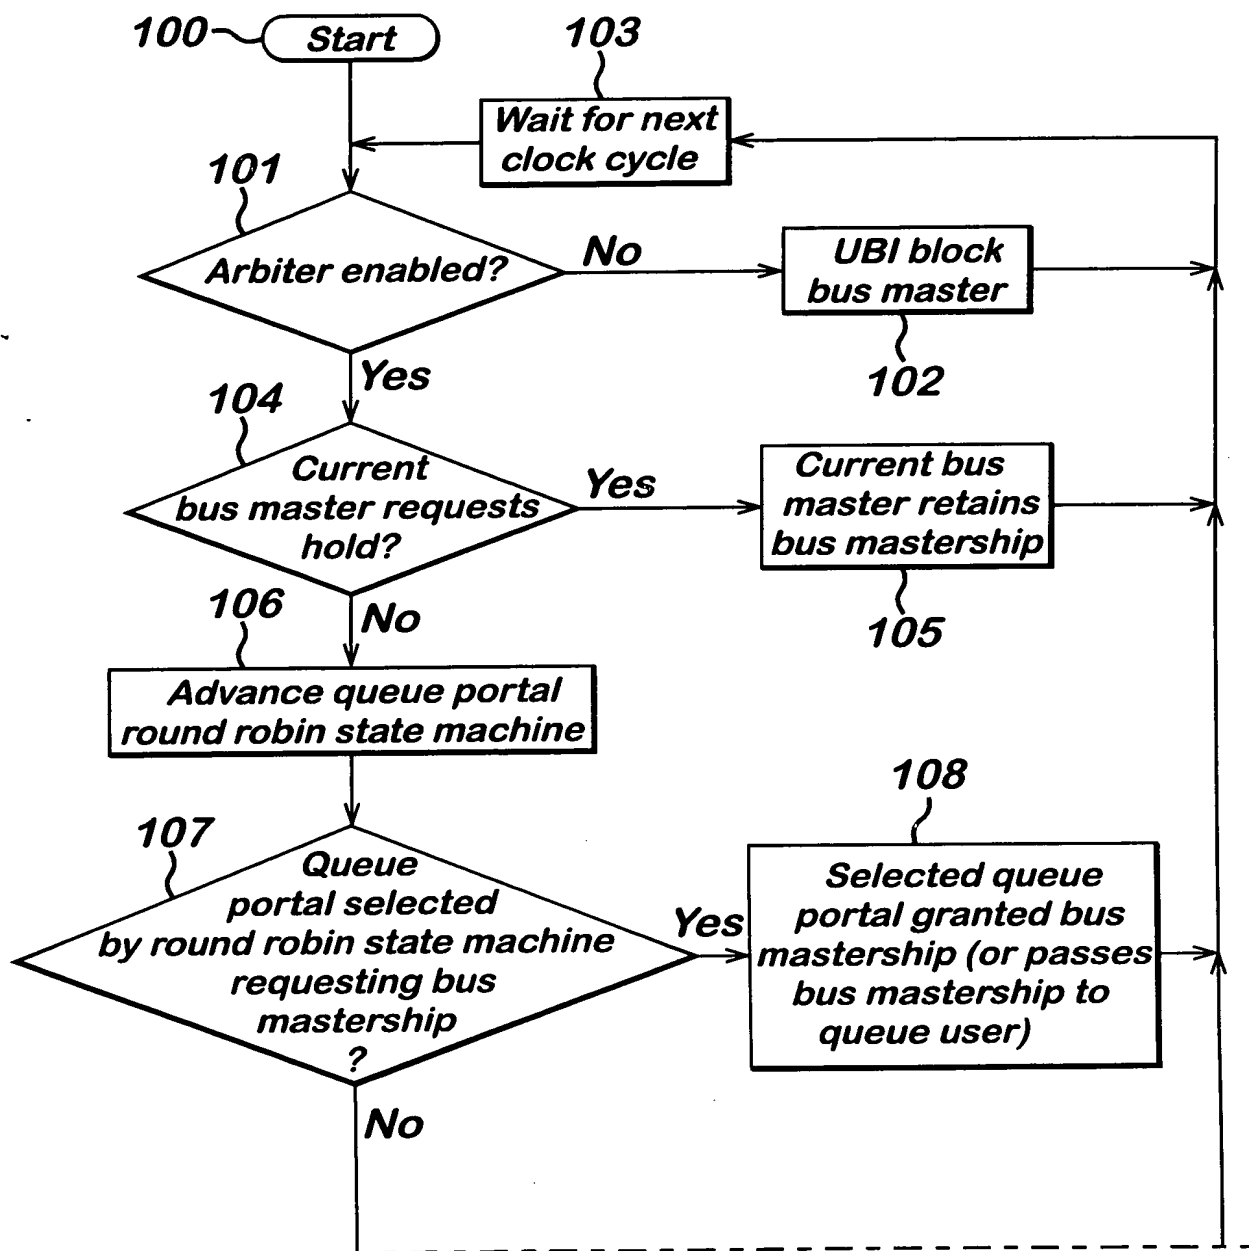 100
Start
103
Wait for next
clock cycle
101
Arbiter enabled?
No
UBI block
bus master
102
Yes
104
Current
bus master requests
hold?
Yes
Current bus
master retains
bus mastership
105
No
106
Advance queue portal
round robin state machine
107
Queue
portal selected
by round robin state machine
requesting bus
mastership
?
Yes
108
Selected queue
portal granted bus
mastership (or passes
bus mastership to
queue user)
No